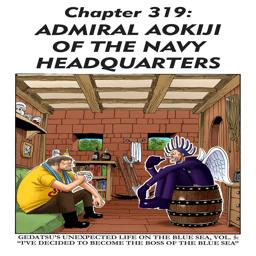 Chapter 319:
ADMIRAL AOKIJI
OF THE NAVY
HEADQUARTERS
GEDATSU'S UNEXPECTED LIFE ON THE BLUE SEA, VOL. 5:
"I'VE DECIDED TO BECOME THE BOSS OF THE BLUE SEA"